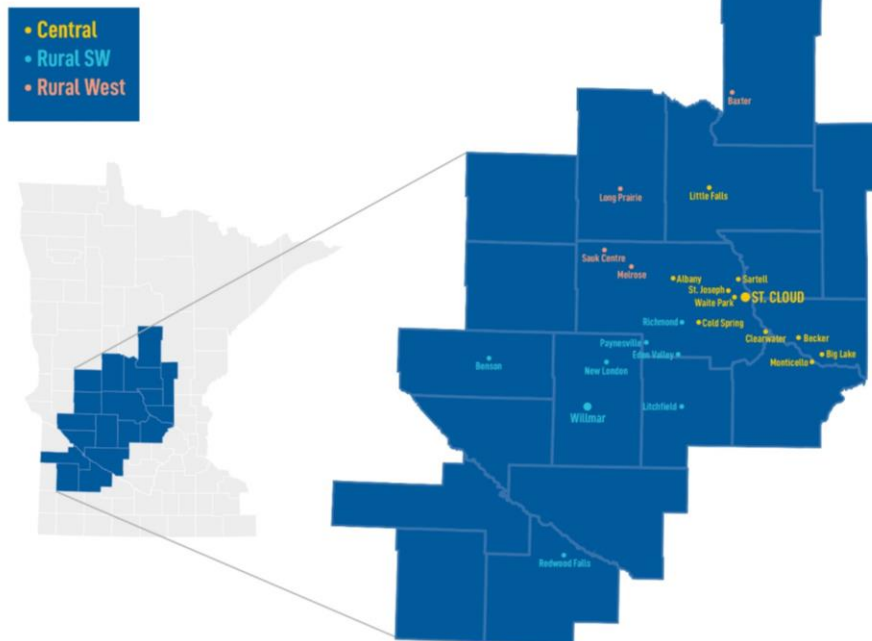 • Central
• Rural SW
• Rural West
Baxter
Long Prairie
Little Falls
Sauk Centre
Melrose
Albany
Sartell
St. Joseph
ST. CLOUD
Waite Park
Richmond
Cold Spring
Clearwater
Becker
Paynesville
Eden Valley
Big Lake
Monticello
Benson
New London
Willmar
Litchfield
Redwood Falls